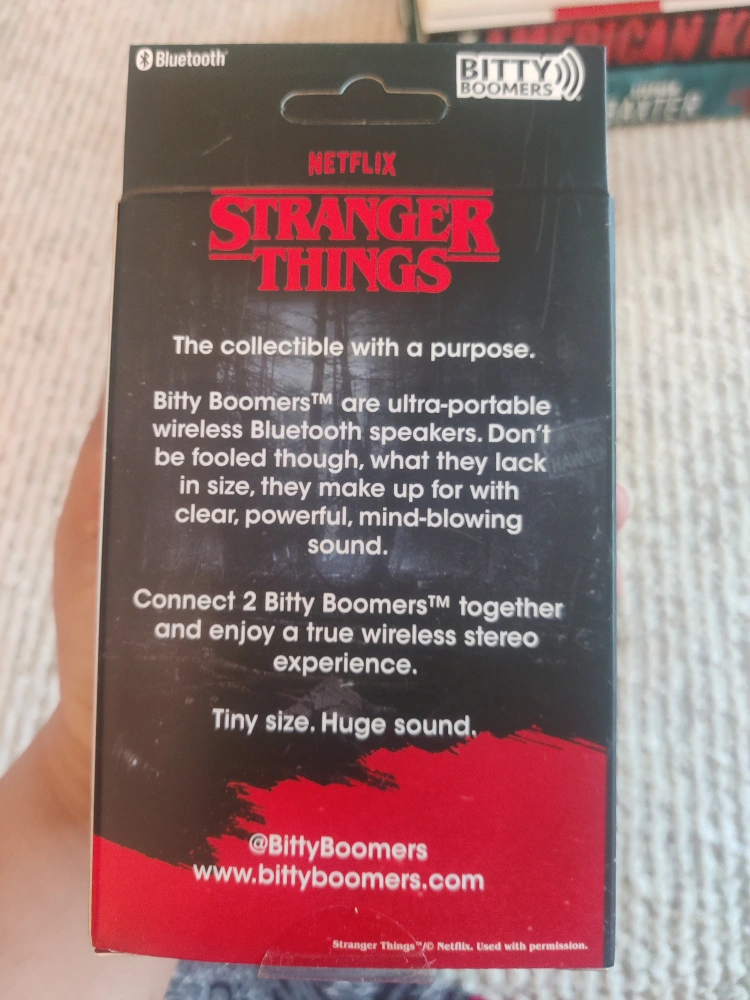 Bluetooth®
BITTY
BOOMERS
AMERICAN
NETFLIX
STRANGER
THINGS
The collectible with a purpose.
Bitty Boomers™ are ultra-portable
wireless Bluetooth speakers. Don't
be fooled though, what they lack
in size, they make up for with
clear, powerful, mind-blowing
sound.
Connect 2 Bitty Boomers™ together
and enjoy a true wireless stereo
experience.
Tiny size. Huge sound.
@BittyBoomers
www.bittyboomers.com
Stranger Things™/© Netflix. Used with permission.